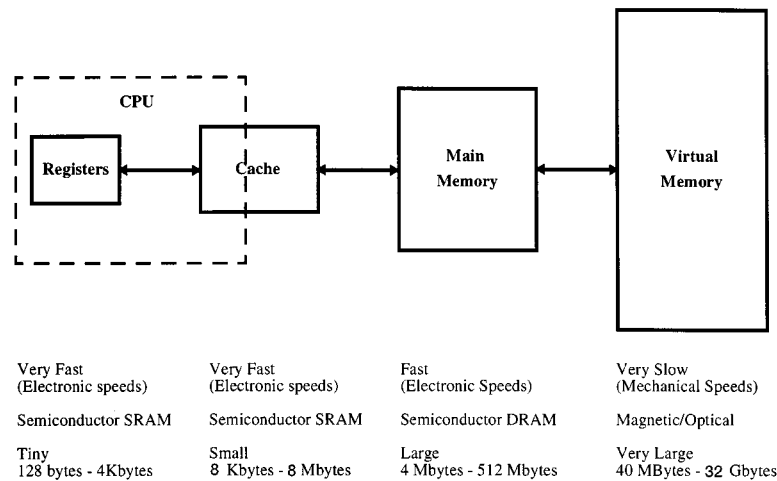 CPU
Registers
Cache
Main
Memory
Virtual
Memory
Very Fast
(Electronic speeds)
Semiconductor SRAM
Tiny
128 bytes - 4Kbytes
Very Fast
(Electronic speeds)
Semiconductor SRAM
Small
8 Kbytes - 8 Mbytes
Fast
(Electronic Speeds)
Semiconductor DRAM
Large
4 Mbytes - 512 Mbytes
Very Slow
(Mechanical Speeds)
Magnetic/Optical
Very Large
40 MBytes - 32 Gbytes